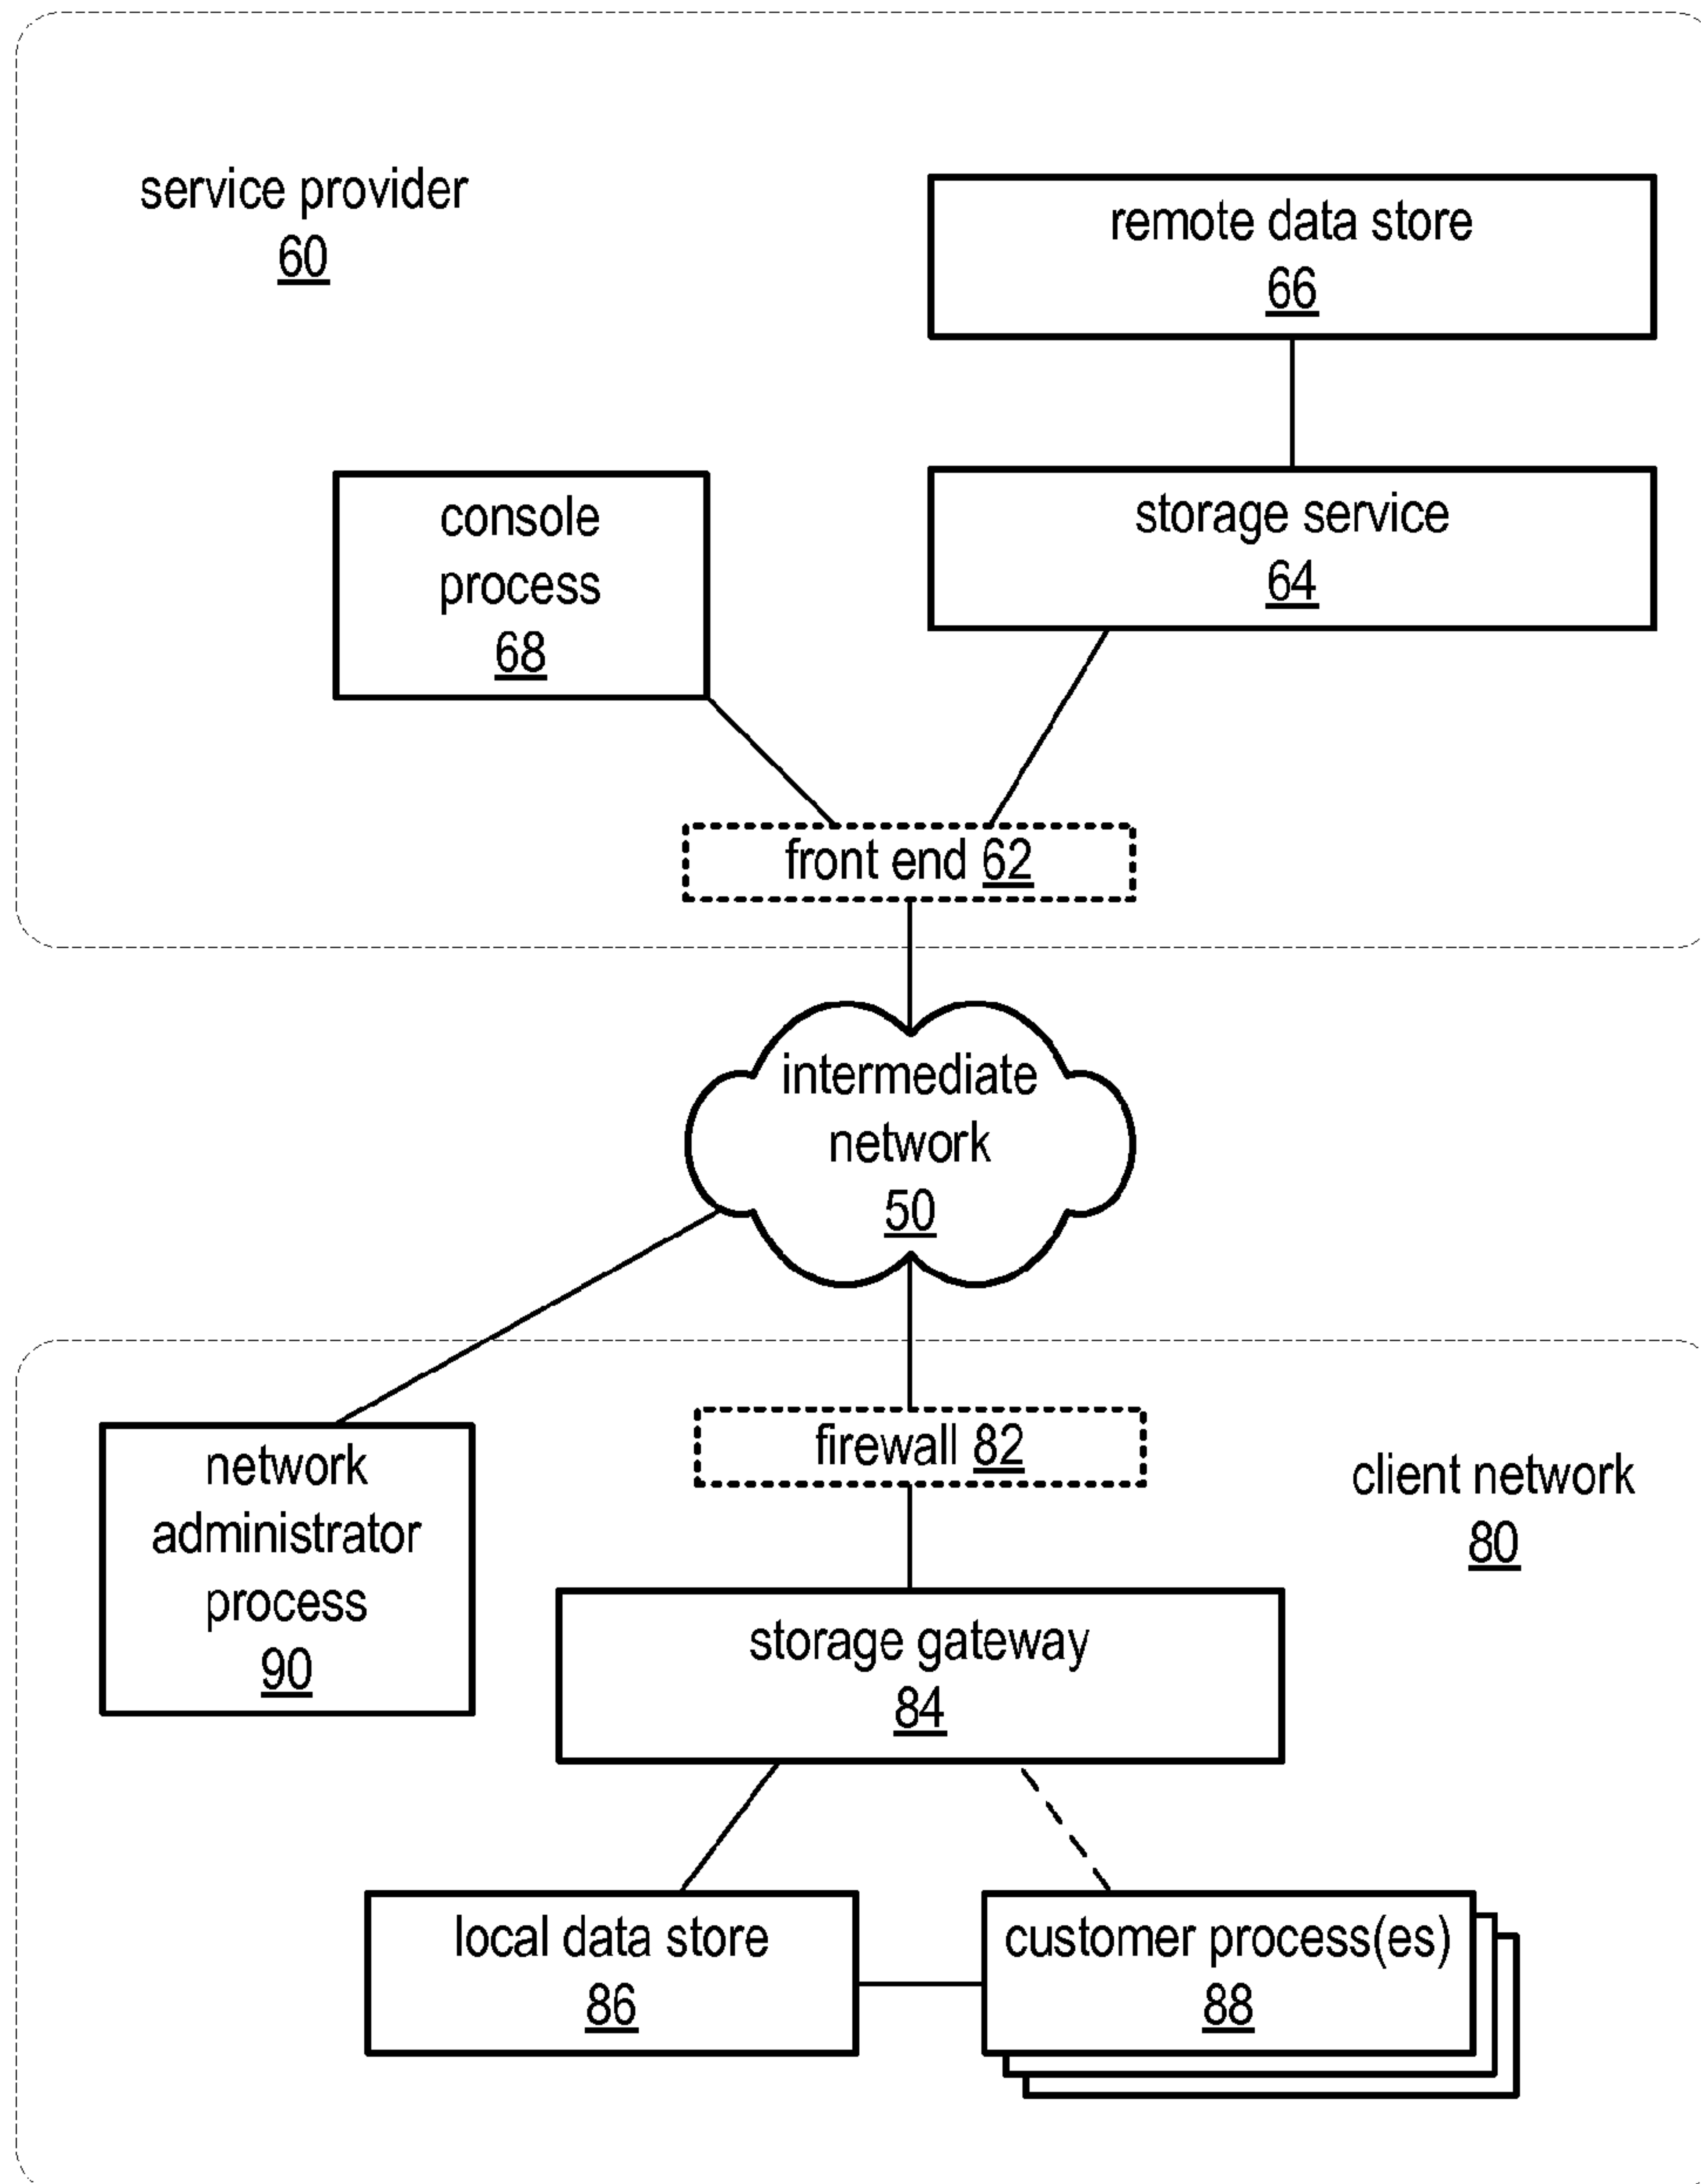 service provider
60
remote data store
66
console
process
68
storage service
64
front end 62
intermediate
network
50
network
administrator
process
90
firewall 82
client network
80
storage gateway
84
local data store
86
customer process(es)
88